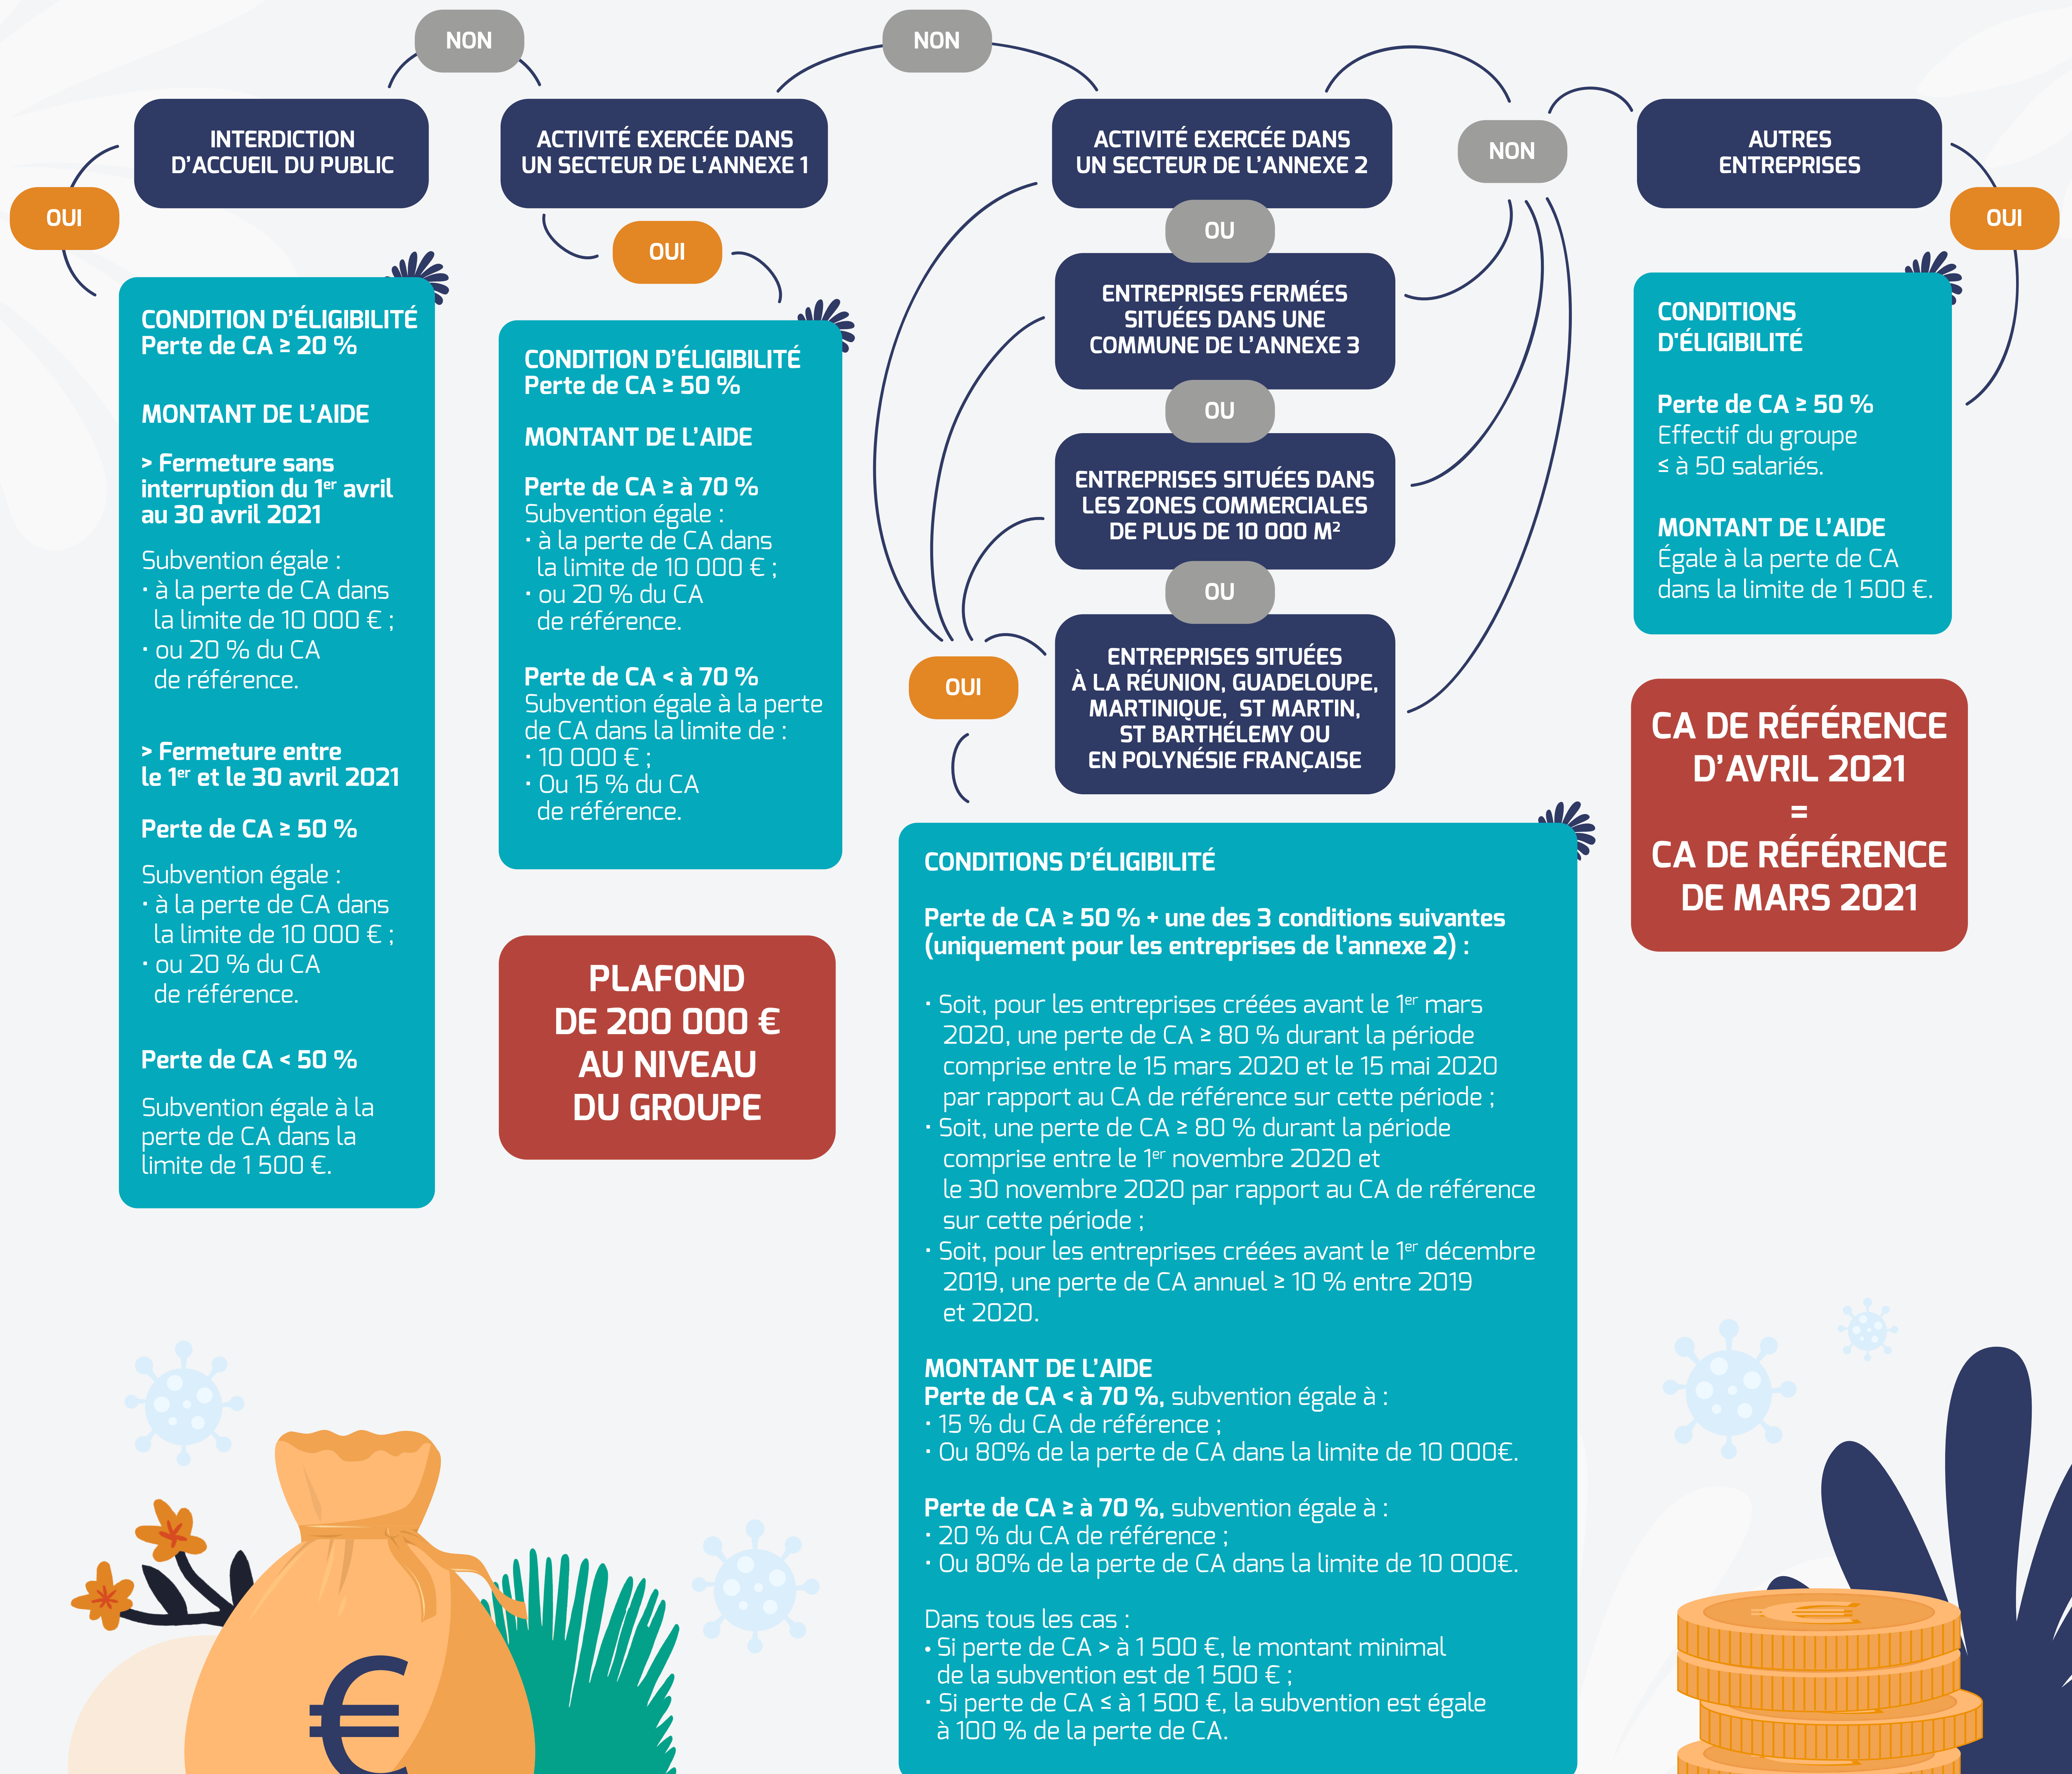 NON
NON
INTERDICTION
D’ACCUEIL DU PUBLIC
ACTIVITÉ EXERCÉE DANS
UN SECTEUR DE L’ANNEXE 1
ACTIVITÉ EXERCÉE DANS
UN SECTEUR DE L’ANNEXE 2
NON
AUTRES
ENTREPRISES
OUI
OUI
OU
OUI
CONDITION D’ÉLIGIBILITÉ
Perte de CA ≥ 20 %
MONTANT DE L’AIDE
> Fermeture sans
interruption du 1er avril
au 30 avril 2021
Subvention égale :
• à la perte de CA dans
la limite de 10 000 € ;
• ou 20 % du CA
de référence.
> Fermeture entre
le 1er et le 30 avril 2021
Perte de CA ≥ 50 %
Subvention égale :
• à la perte de CA dans
la limite de 10 000 € ;
• ou 20 % du CA
de référence.
Perte de CA < 50 %
Subvention égale à la
perte de CA dans la
limite de 1 500 €.
CONDITION D’ÉLIGIBILITÉ
Perte de CA ≥ 50 %
MONTANT DE L’AIDE
Perte de CA ≥ à 70 %
Subvention égale :
• à la perte de CA dans
la limite de 10 000 € ;
• ou 20 % du CA
de référence.
Perte de CA < à 70 %
Subvention égale à la perte
de CA dans la limite de :
• 10 000 € ;
• Ou 15 % du CA
de référence.
PLAFOND
DE 200 000 €
AU NIVEAU
DU GROUPE
ENTREPRISES FERMÉES
SITUÉES DANS UNE
COMMUNE DE L’ANNEXE 3
OU
ENTREPRISES SITUÉES DANS
LES ZONES COMMERCIALES
DE PLUS DE 10 000 M²
OU
ENTREPRISES SITUÉES
À LA RÉUNION, GUADELOUPE,
MARTINIQUE, ST MARTIN,
ST BARTHÉLEMY OU
EN POLYNÉSIE FRANÇAISE
OUI
CONDITIONS D’ÉLIGIBILITÉ
Perte de CA ≥ 50 % + une des 3 conditions suivantes
(uniquement pour les entreprises de l’annexe 2) :
• Soit, pour les entreprises créées avant le 1er mars
2020, une perte de CA ≥ 80 % durant la période
comprise entre le 15 mars 2020 et le 15 mai 2020
par rapport au CA de référence sur cette période ;
• Soit, une perte de CA ≥ 80 % durant la période
comprise entre le 1er novembre 2020 et
le 30 novembre 2020 par rapport au CA de référence
sur cette période ;
• Soit, pour les entreprises créées avant le 1er décembre
2019, une perte de CA annuel ≥ 10 % entre 2019
et 2020.
MONTANT DE L’AIDE
Perte de CA < à 70 %, subvention égale à :
• 15 % du CA de référence ;
• Ou 80% de la perte de CA dans la limite de 10 000€.
Perte de CA ≥ à 70 %, subvention égale à :
• 20 % du CA de référence ;
• Ou 80% de la perte de CA dans la limite de 10 000€.
Dans tous les cas :
• Si perte de CA > à 1 500 €, le montant minimal
de la subvention est de 1 500 € ;
• Si perte de CA ≤ à 1 500 €, la subvention est égale
à 100 % de la perte de CA.
CONDITIONS
D’ÉLIGIBILITÉ
Perte de CA ≥ 50 %
Effectif du groupe
≤ à 50 salariés.
MONTANT DE L’AIDE
Égale à la perte de CA
dans la limite de 1 500 €.
CA DE RÉFÉRENCE
D’AVRIL 2021
=
CA DE RÉFÉRENCE
DE MARS 2021
€
€